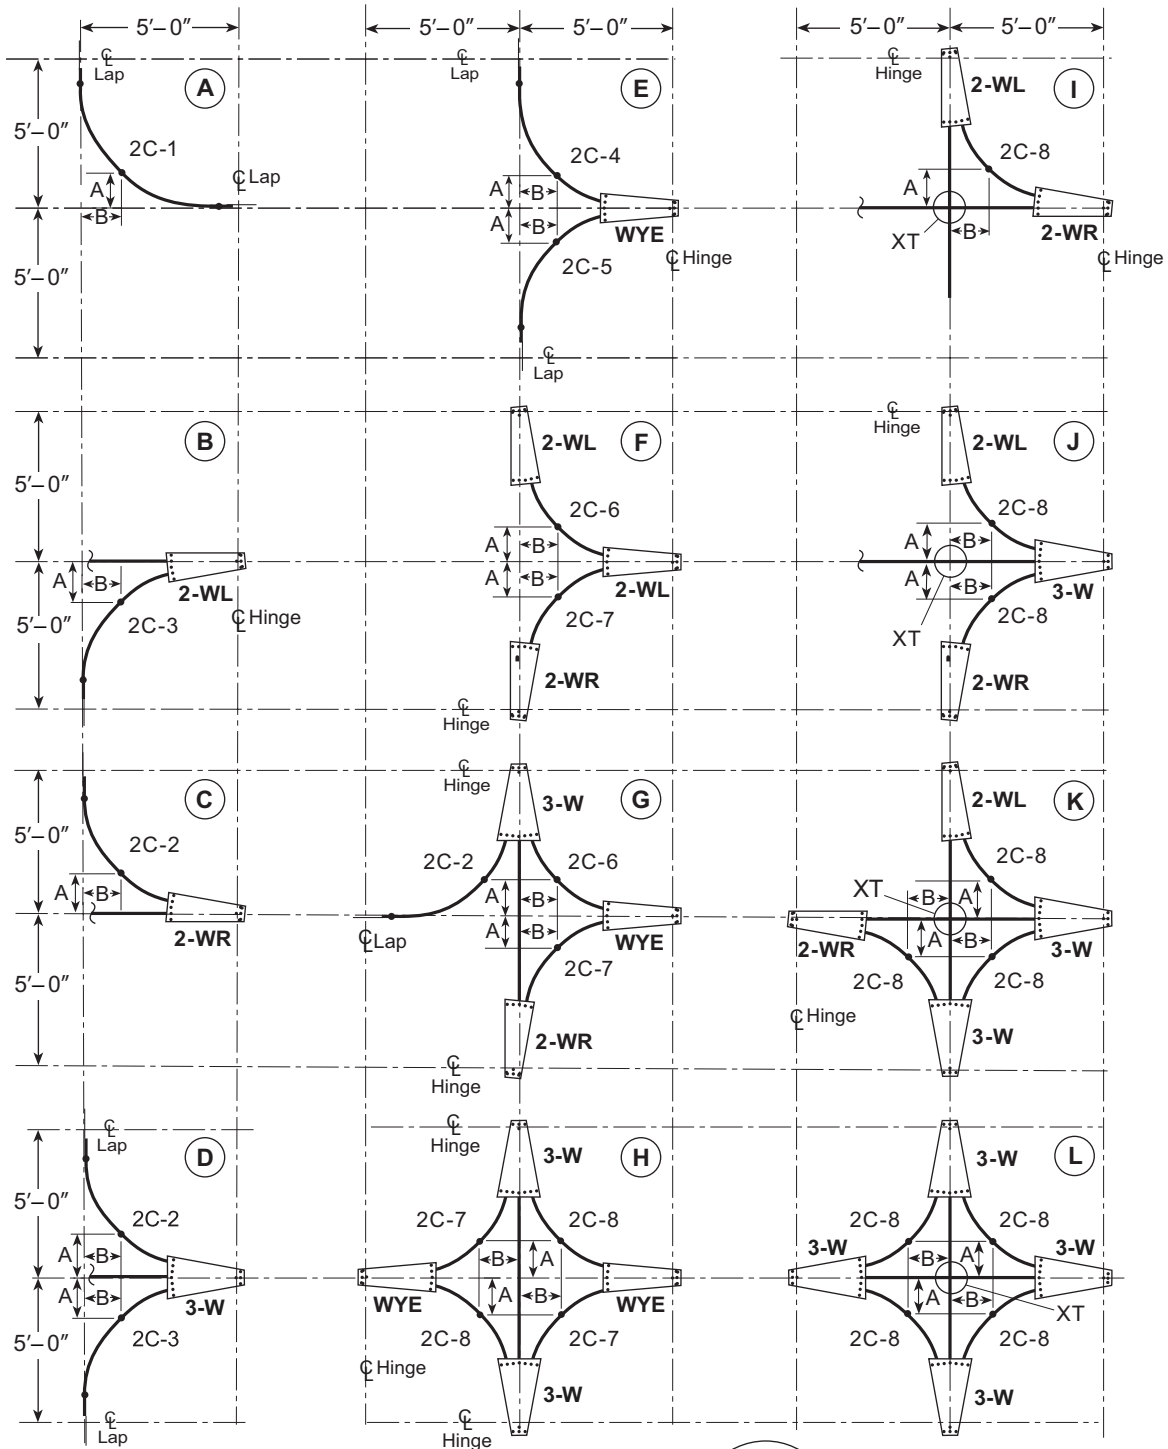 5′–0″ 5′–0″ 5′–0″ 5′–0″ 5′–0″
℄ Lap
A
5′–0″
2C-1
A
B
℄ Lap
5′–0″
℄ Lap
E
2C-4
A B
A B
WYE
2C-5
℄ Hinge
℄ Lap
℄ Hinge
2-WL
I
2C-8
A
B
XT
2-WR
℄ Hinge
B
5′–0″
A B
2-WL
2C-3
5′–0″
℄ Hinge
2-WL
F
2C-6
A B
A B
2-WL
2C-7
2-WR
℄ Hinge
℄ Hinge
2-WL
J
2C-8
A B
A B
3-W
2C-8
XT
2-WR
C
5′–0″
2C-2
A B
2-WR
5′–0″
℄ Hinge
3-W
G
2C-2
2C-6
A B
A B
℄ Lap
WYE
2C-7
2-WR
℄ Hinge
2-WL
K
2C-8
XT
B A
A B
2-WR
3-W
2C-8
2C-8
℄ Hinge
3-W
℄ Lap
D
5′–0″
2C-2
A B
A B
3-W
2C-3
5′–0″
℄ Lap
℄ Hinge
3-W
H
2C-7
2C-8
B A
A B
WYE
WYE
2C-8
2C-7
℄ Hinge
3-W
℄ Hinge
3-W
L
2C-8
2C-8
3-W
3-W
B A
A B
XT
2C-8
2C-8
3-W